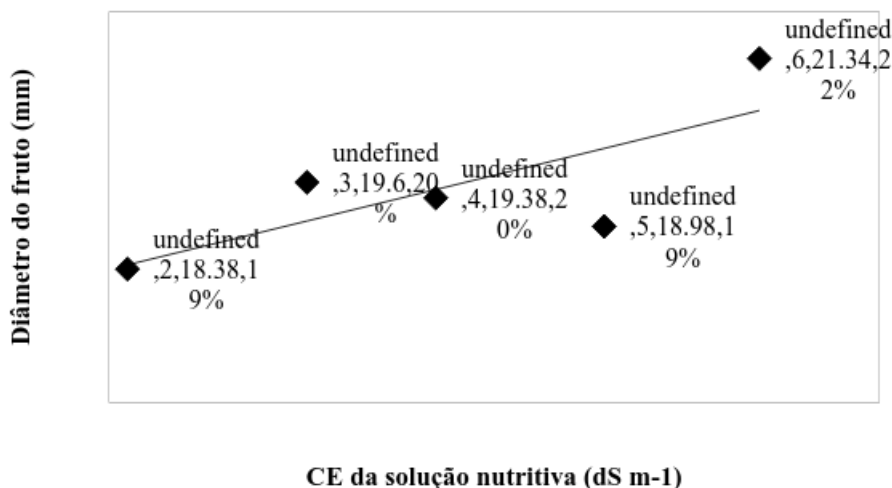 Diâmetro do fruto (mm)
undefined
,6,21.34,2
2%
undefined
,3,19.6,20
%
undefined
,4,19.38,2
0%
undefined
,5,18.98,1
9%
undefined
,2,18.38,1
9%
CE da solução nutritiva (dS m-1)